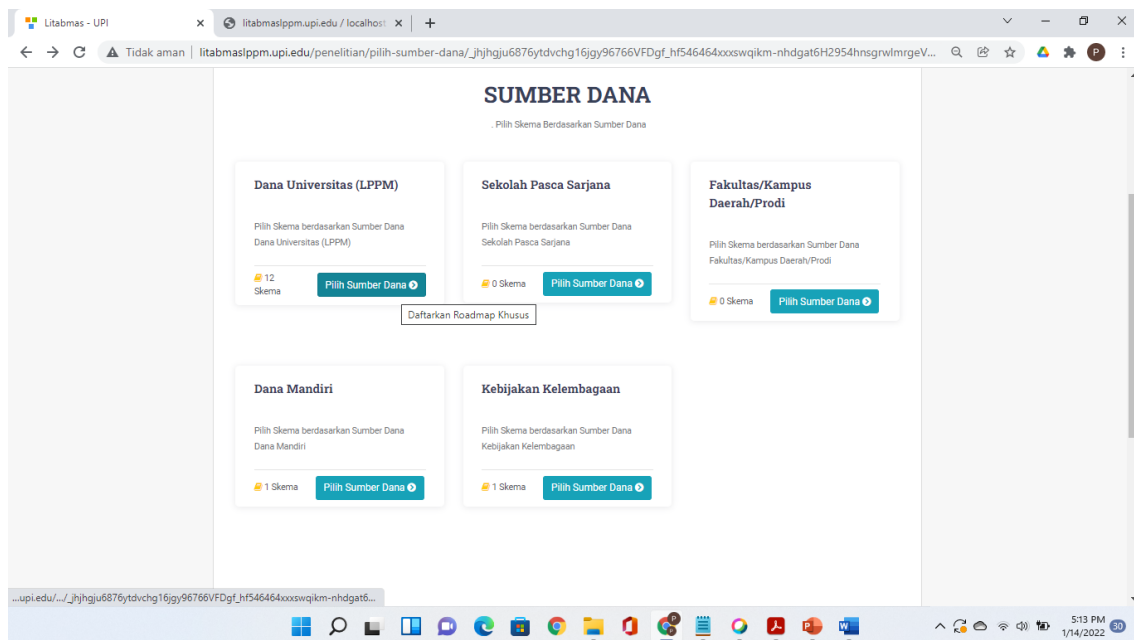 Litabmas - UPI
litabmaslppm.upi.edu / localhost
Tidak aman
litabmaslppm.upi.edu/penelitian/pilih-sumber-dana/_jhjhgju6876ytdvchg16jgy96766VFDgf_hf546464xxxswqikm-nhdgat6H2954hnsgrwlmrgeV...
P
SUMBER DANA
. Pilih Skema Berdasarkan Sumber Dana
Dana Universitas (LPPM)
Pilih Skema berdasarkan Sumber Dana
Dana Universitas (LPPM)
12
Skema
Pilih Sumber Dana
Sekolah Pasca Sarjana
Pilih Skema berdasarkan Sumber Dana
Sekolah Pasca Sarjana
0 Skema
Pilih Sumber Dana
Fakultas/Kampus
Daerah/Prodi
Pilih Skema berdasarkan Sumber Dana
Fakultas/Kampus Daerah/Prodi
0 Skema
Pilih Sumber Dana
Daftarkan Roadmap Khusus
Dana Mandiri
Pilih Skema berdasarkan Sumber Dana
Dana Mandiri
1 Skema
Pilih Sumber Dana
Kebijakan Kelembagaan
Pilih Skema berdasarkan Sumber Dana
Kebijakan Kelembagaan
1 Skema
Pilih Sumber Dana
...upi.edu/.../_jhjhgju6876ytdvchg16jgy96766VFDgf_hf546464xxxswqikm-nhdgat6...
5:13 PM
1/14/2022
30